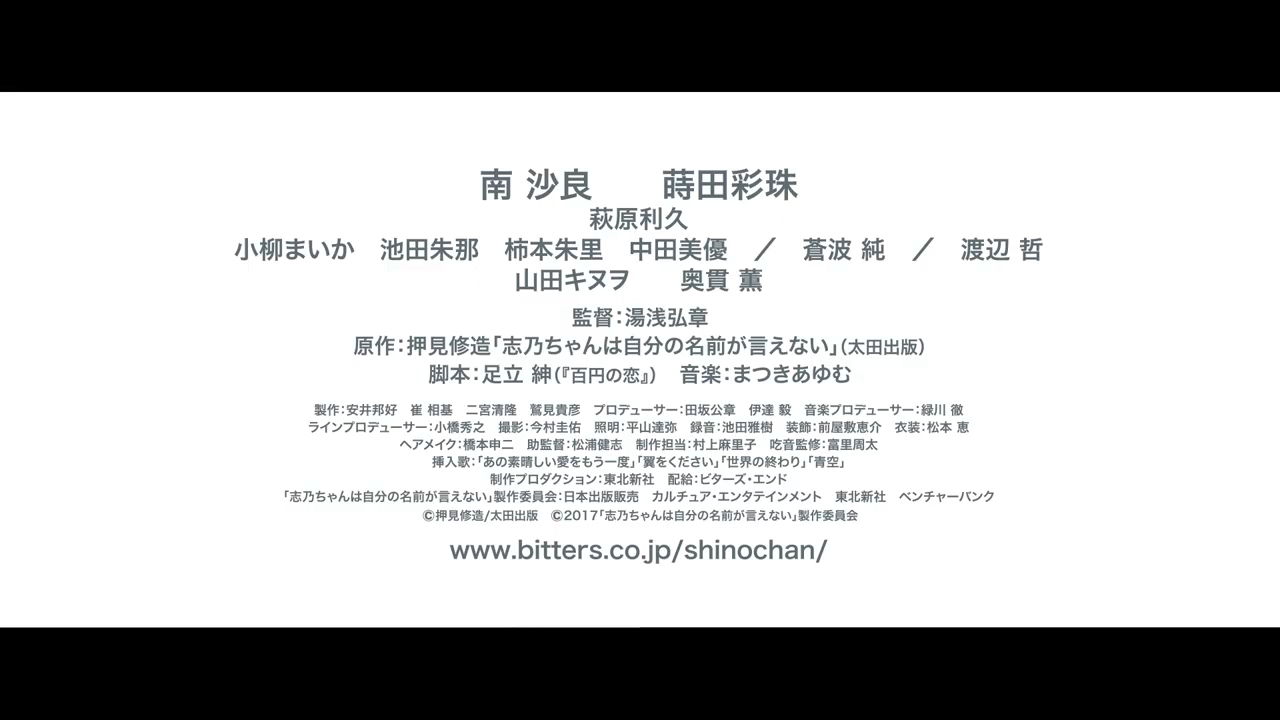 南 沙良　　蒔田彩珠
萩原利久
小柳まいか　池田朱那　柿本朱里　中田美優　／　蒼波 純　／　渡辺 哲
山田キヌヲ　　奥貫 薫
監督：湯浅弘章
原作：押見修造「志乃ちゃんは自分の名前が言えない」（太田出版）
脚本：足立 紳（『百円の恋』）　音楽：まつきあゆむ
製作：安井邦好　崔 相基　二宮清隆　鷲見貴彦　プロデューサー：田坂公章　伊達 毅　音楽プロデューサー：緑川 徹
ラインプロデューサー：小橋秀之　撮影：今村圭佑　照明：平山達弥　録音：池田雅樹　装飾：前屋敷恵介　衣装：松本 恵
ヘアメイク：橋本申二　助監督：松浦健志　制作担当：村上麻里子　吃音監修：富里周太
挿入歌：「あの素晴しい愛をもう一度」「翼をください」「世界の終わり」「青空」
制作プロダクション：東北新社　配給：ビターズ・エンド
「志乃ちゃんは自分の名前が言えない」製作委員会：日本出版販売　カルチュア・エンタテインメント　東北新社　ベンチャーバンク
©押見修造/太田出版　©2017「志乃ちゃんは自分の名前が言えない」製作委員会
www.bitters.co.jp/shinochan/